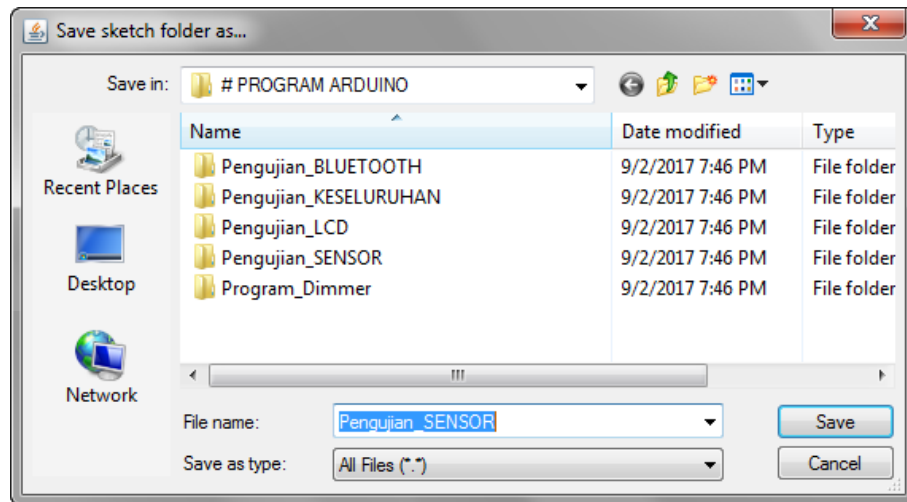 Save sketch folder as...
Save in: # PROGRAM ARDUINO
Name Date modified Type
Pengujian_BLUETOOTH 9/2/2017 7:46 PM File folder
Pengujian_KESELURUHAN 9/2/2017 7:46 PM File folder
Pengujian_LCD 9/2/2017 7:46 PM File folder
Pengujian_SENSOR 9/2/2017 7:46 PM File folder
Program_Dimmer 9/2/2017 7:46 PM File folder
Recent Places
Desktop
Network
File name: Pengujian_SENSOR Save
Save as type: All Files (*.*) Cancel